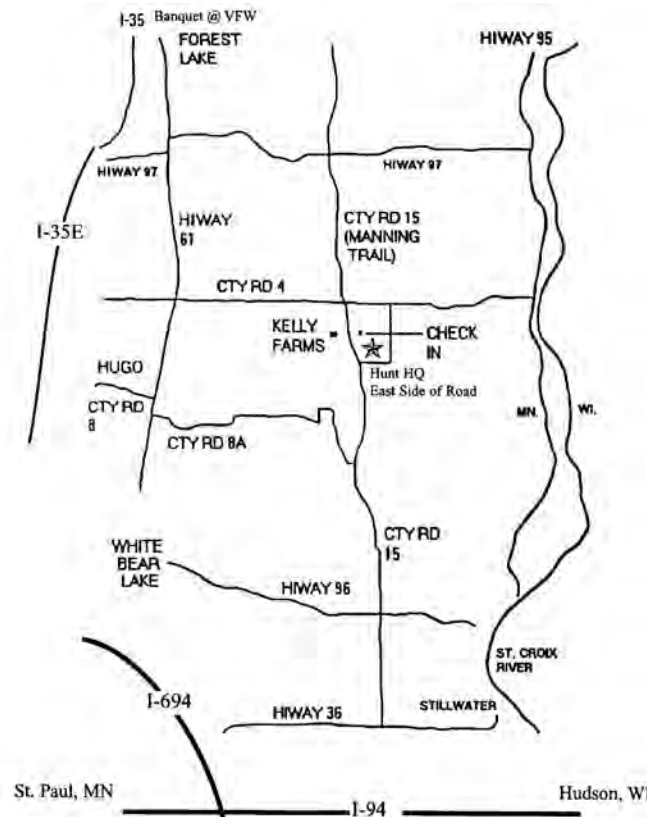 I-35 Banquet @ VFW
FOREST
LAKE
HIWAY 95
HIWAY 97
HIWAY 97
HIWAY
61
CTY RD 15
(MANNING
TRAIL)
I-35E
CTY RD 4
KELLY
FARMS
CHECK
IN
Hunt HQ
East Side of Road
HUGO
CTY RD
8
CTY RD 8A
MN.
WI.
CTY RD
15
WHITE
BEAR
LAKE
HIWAY 96
ST. CROIX
RIVER
I-694
HIWAY 36
STILLWATER
St. Paul, MN
Hudson, W
I-94